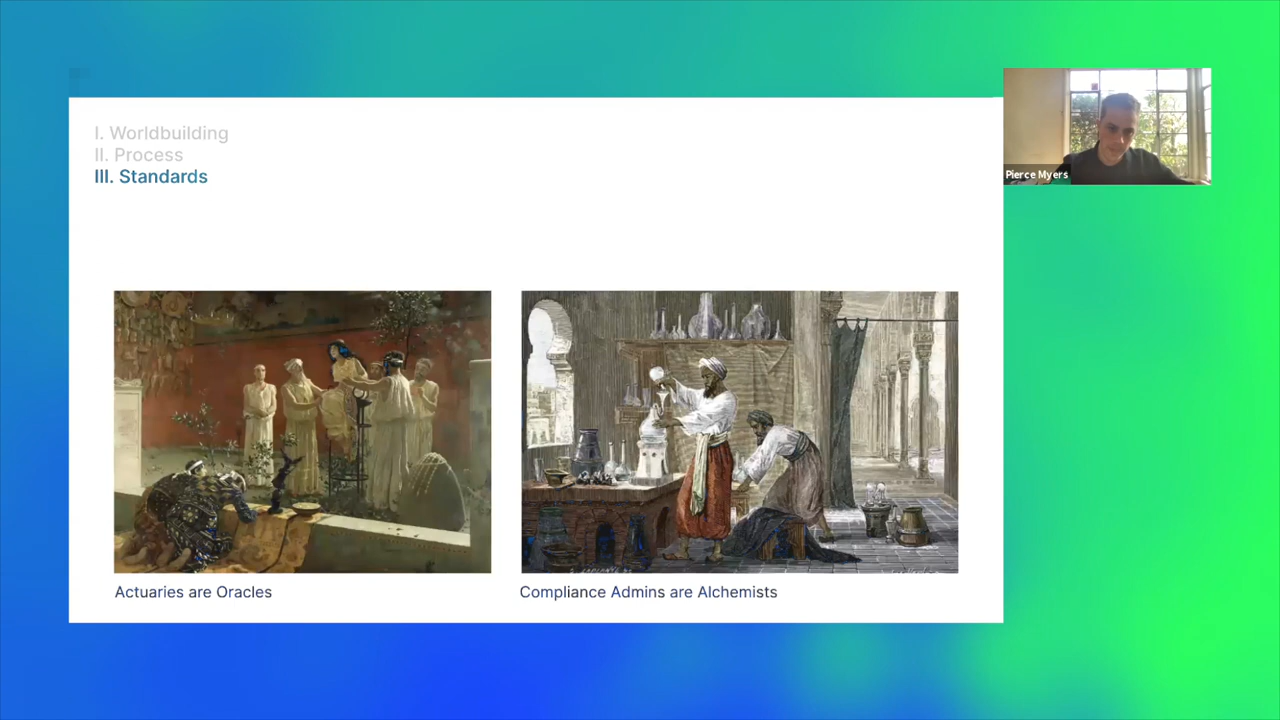 I. Worldbuilding
II. Process
III. Standards
Pierce Myers
Actuaries are Oracles
Compliance Admins are Alchemists